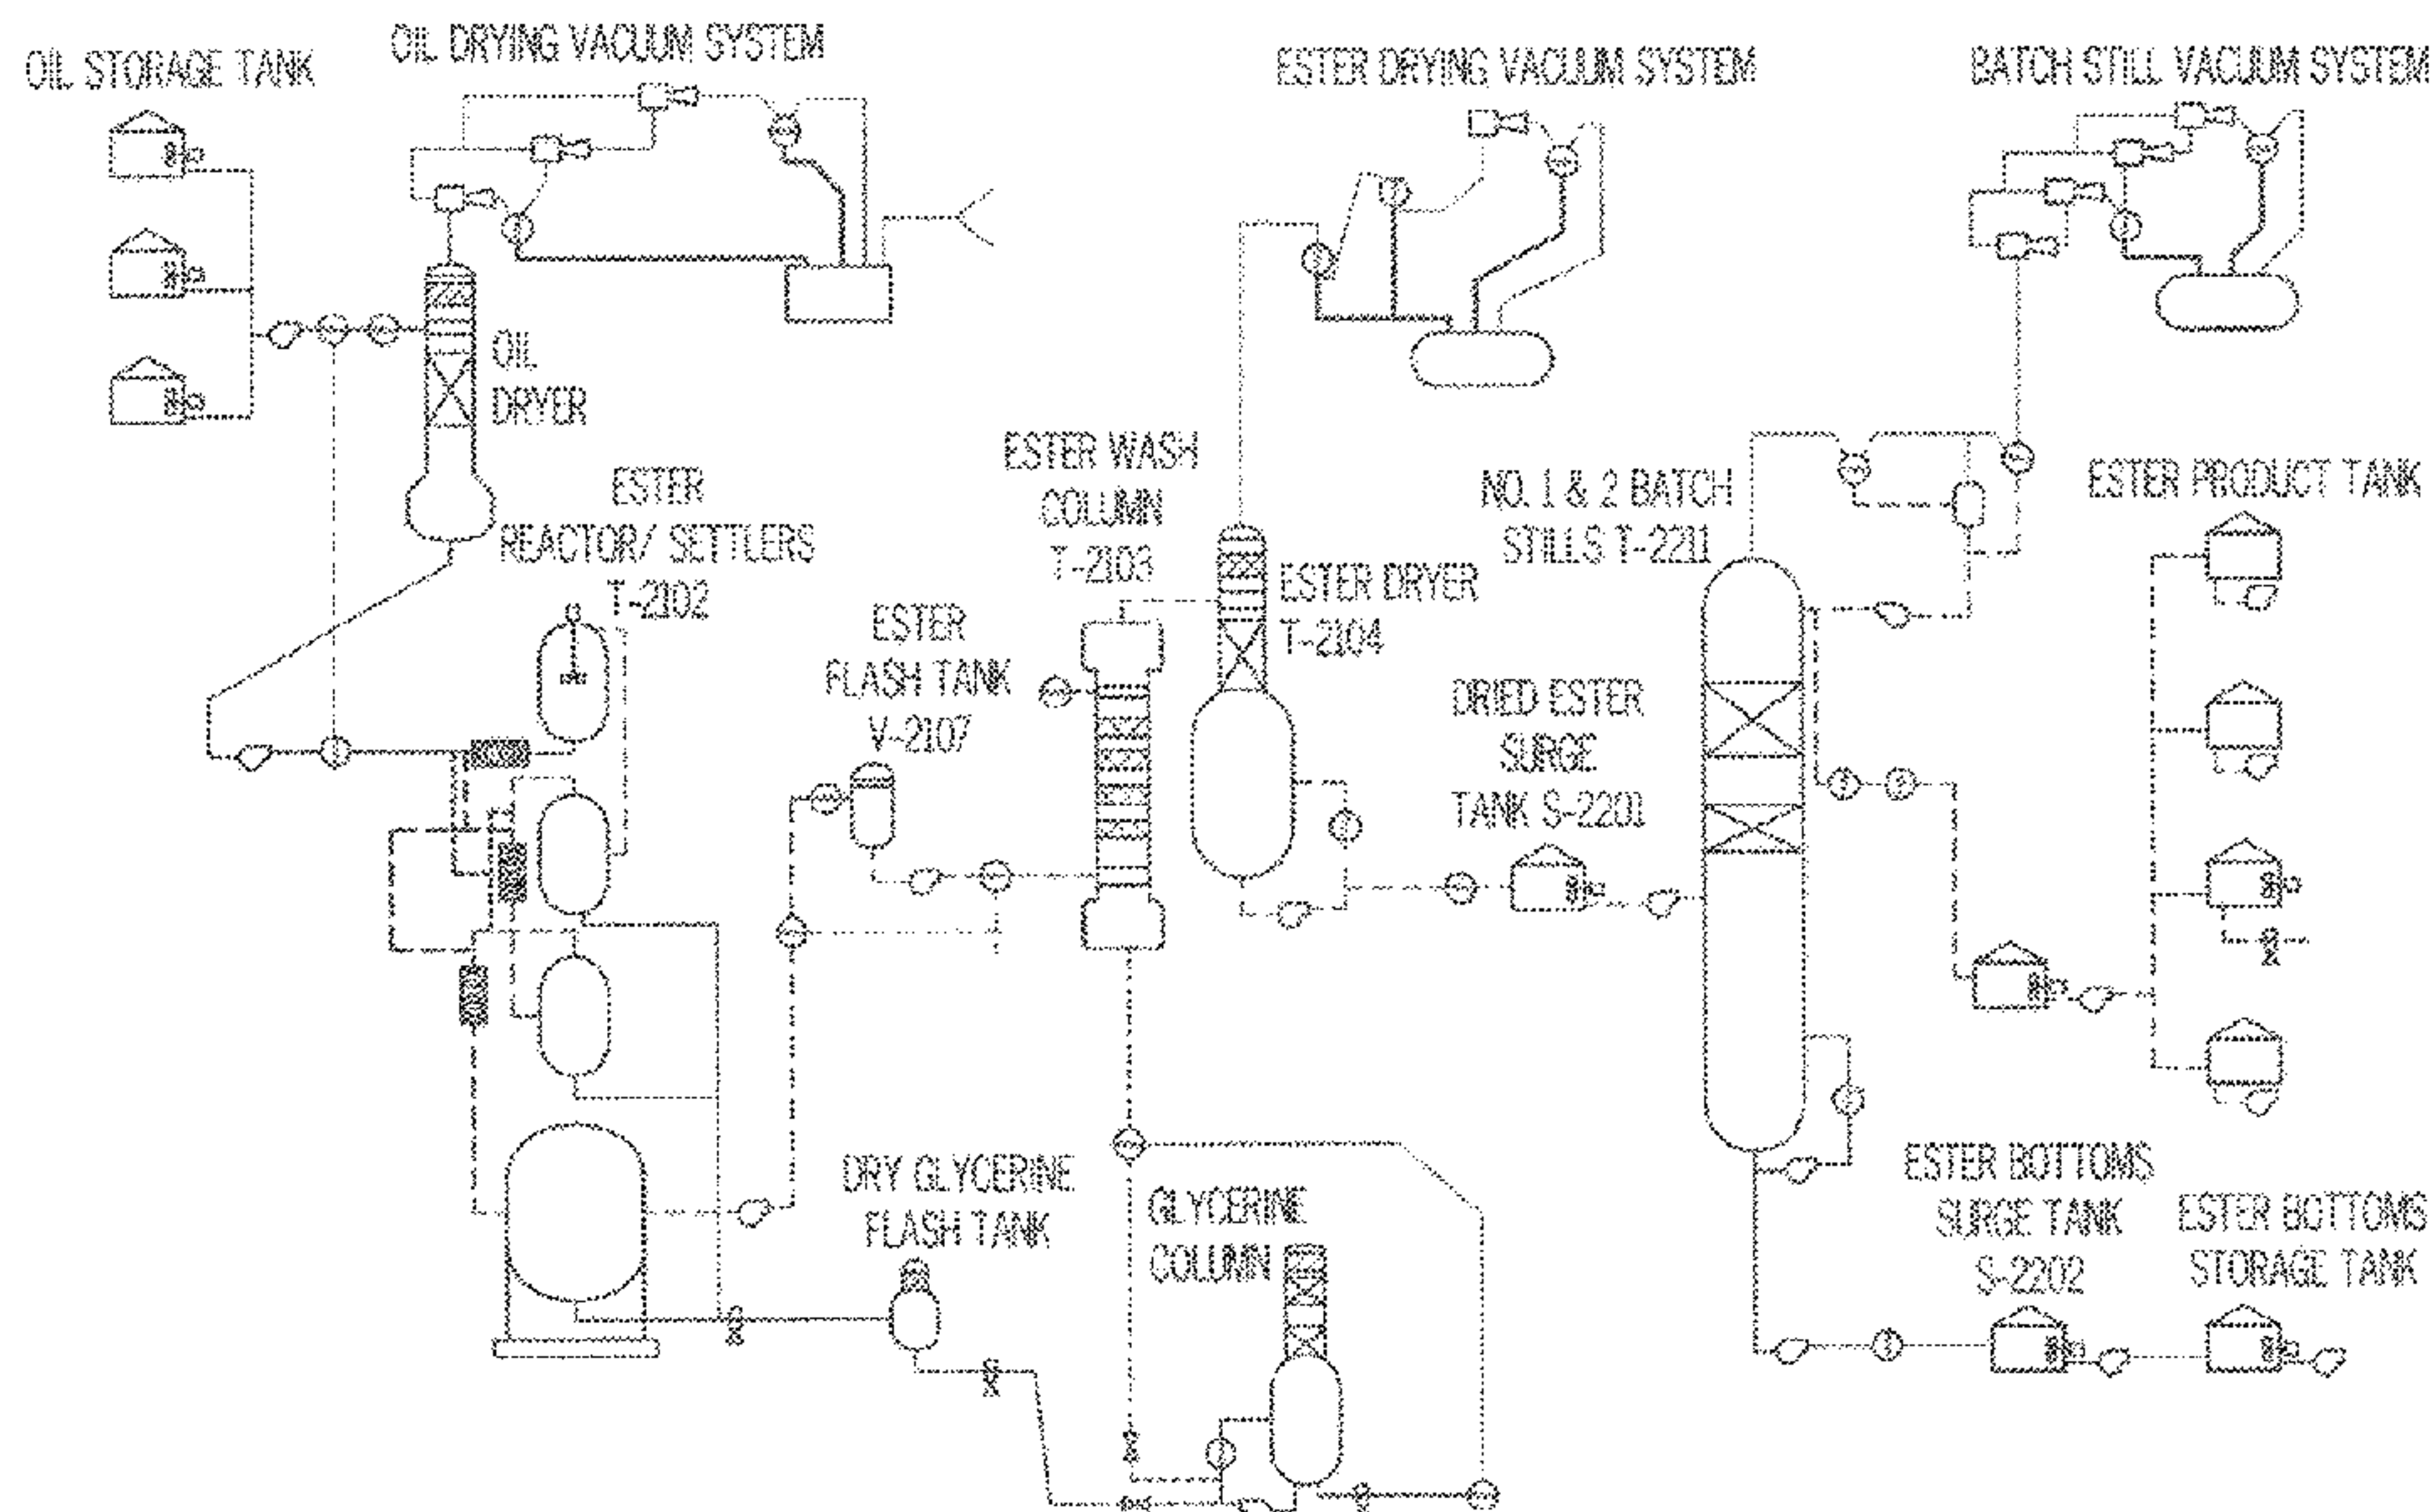 OIL STORAGE TANK
OIL DRYING VACUUM SYSTEM
ESTER DRYING VACUUM SYSTEM
BATCH STILL VACUUM SYSTEM
OIL
DRYER
ESTER
REACTOR/ SETTLERS
T-2102
ESTER
FLASH TANK
V-2107
ESTER WASH
COLUMN
T-2103
ESTER DRYER
T-2104
DRIED ESTER
SURGE
TANK S-2201
NO. 1 & 2 BATCH
STILLS T-2211
ESTER PRODUCT TANK
DRY GLYCERINE
FLASH TANK
GLYCERINE
COLUMN
ESTER BOTTOMS
SURGE TANK
S-2202
ESTER BOTTOMS
STORAGE TANK